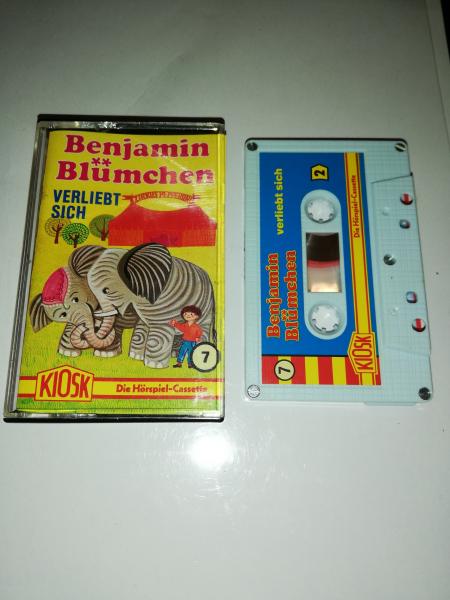 Benjamin
Blümchen
VERLIEBT
SICH
7
KIOSK
Die Hörspiel-Cassette
Benjamin
Blümchen
verliebt sich
2
7
KIOSK
Die Hörspiel-Cassette